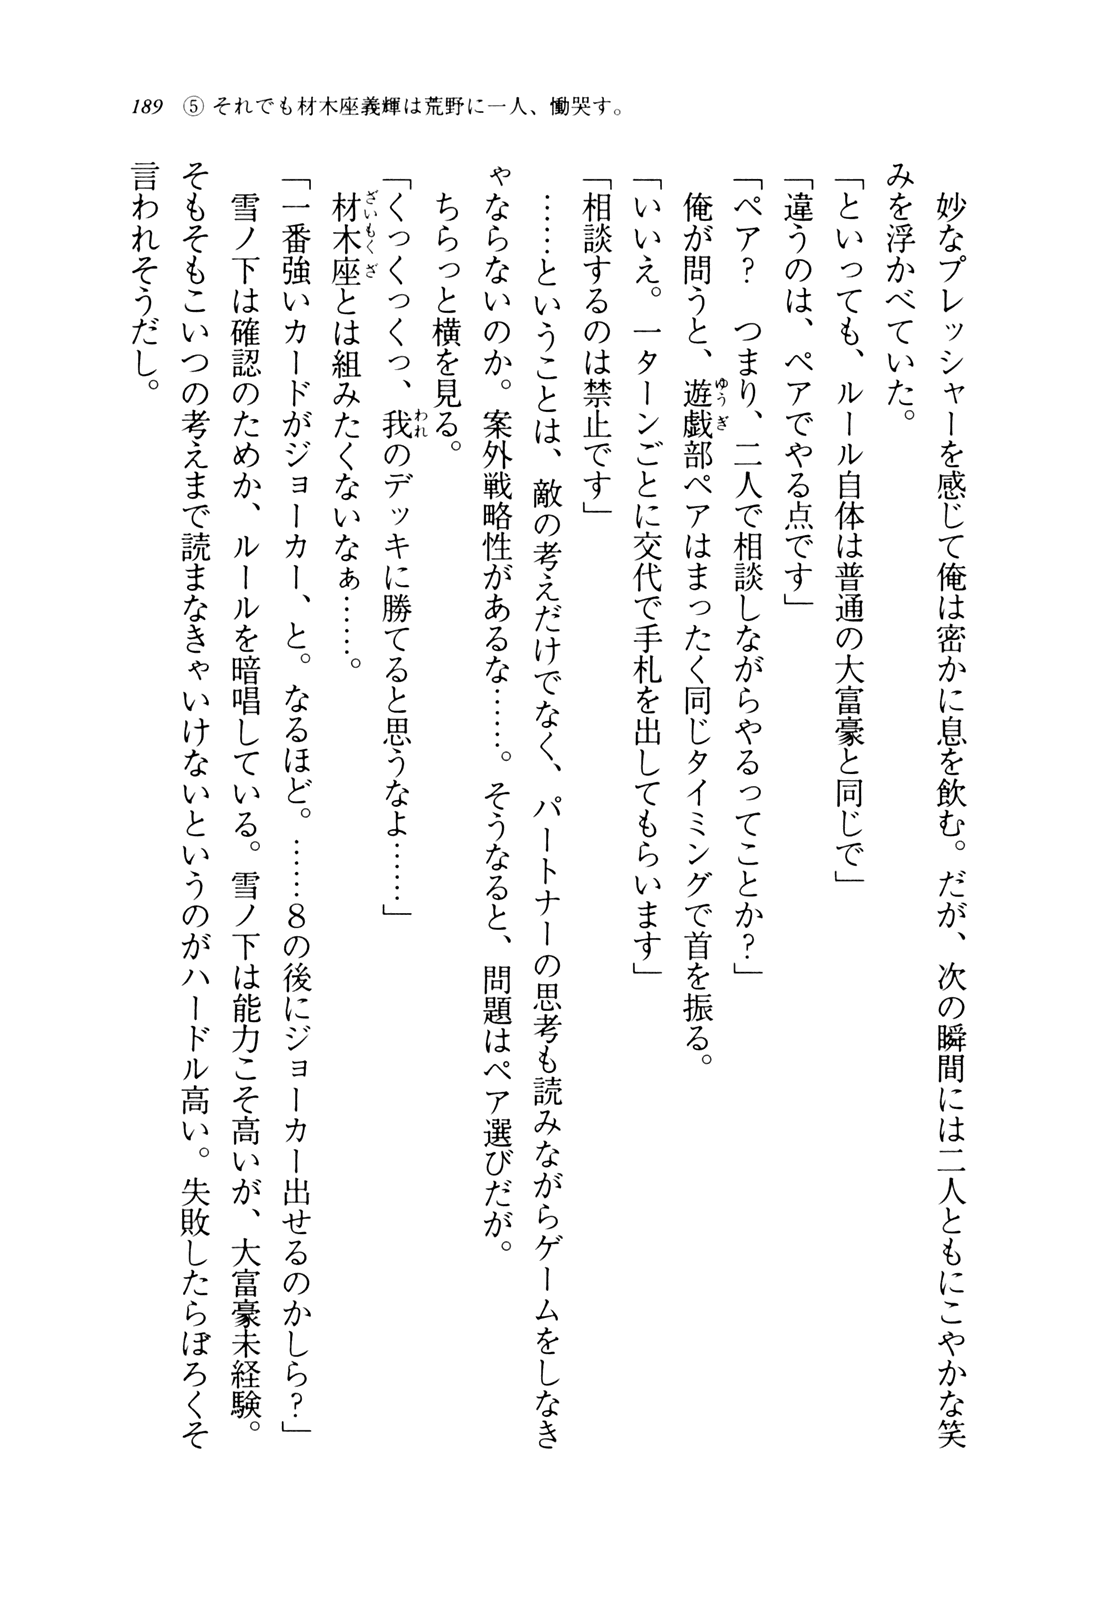 189　⑤ それでも材木座義輝は荒野に一人、慟哭す。
　妙なプレッシャーを感じて俺は密かに息を飲む。だが、次の瞬間には二人ともにこやかな笑
みを浮かべていた。
「といっても、ルール自体は普通の大富豪と同じで」
「違うのは、ペアでやる点です」
「ペア？　つまり、二人で相談しながらやるってことか？」
　俺が問うと、遊戯部ペアはまったく同じタイミングで首を振る。
「いいえ。一ターンごとに交代で手札を出してもらいます」
「相談するのは禁止です」
　……ということは、敵の考えだけでなく、パートナーの思考も読みながらゲームをしなき
ゃならないのか。案外戦略性があるな……。そうなると、問題はペア選びだが。
　ちらっと横を見る。
「くっくっくっ、我のデッキに勝てると思うなよ……」
　材木座とは組みたくないなぁ……。
「一番強いカードがジョーカー、と。なるほど。……８の後にジョーカー出せるのかしら？」
　雪ノ下は確認のためか、ルールを暗唱している。雪ノ下は能力こそ高いが、大富豪未経験。
そもそもこいつの考えまで読まなきゃいけないというのがハードル高い。失敗したらぼろくそ
言われそうだし。